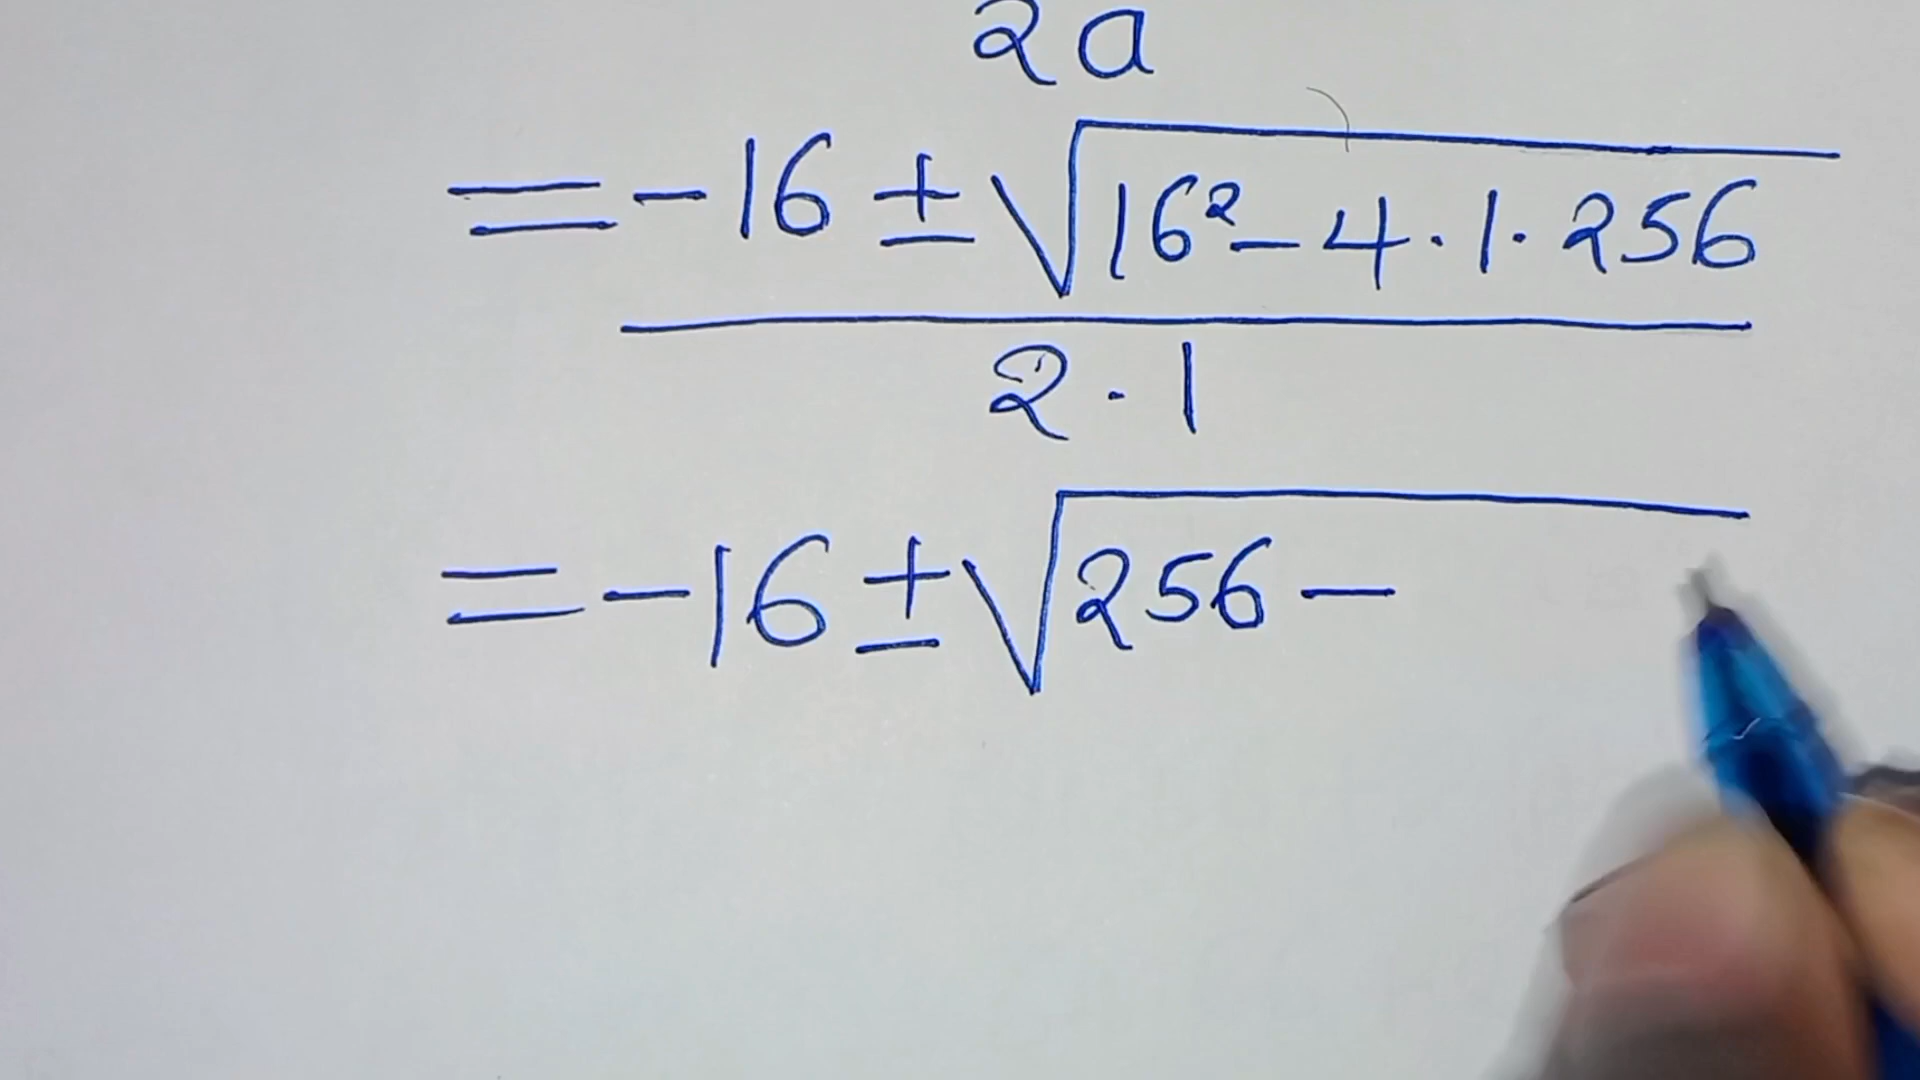 2a
= -16 ± √16² - 4 · 1 · 256
2 · 1
= -16 ± √256 -